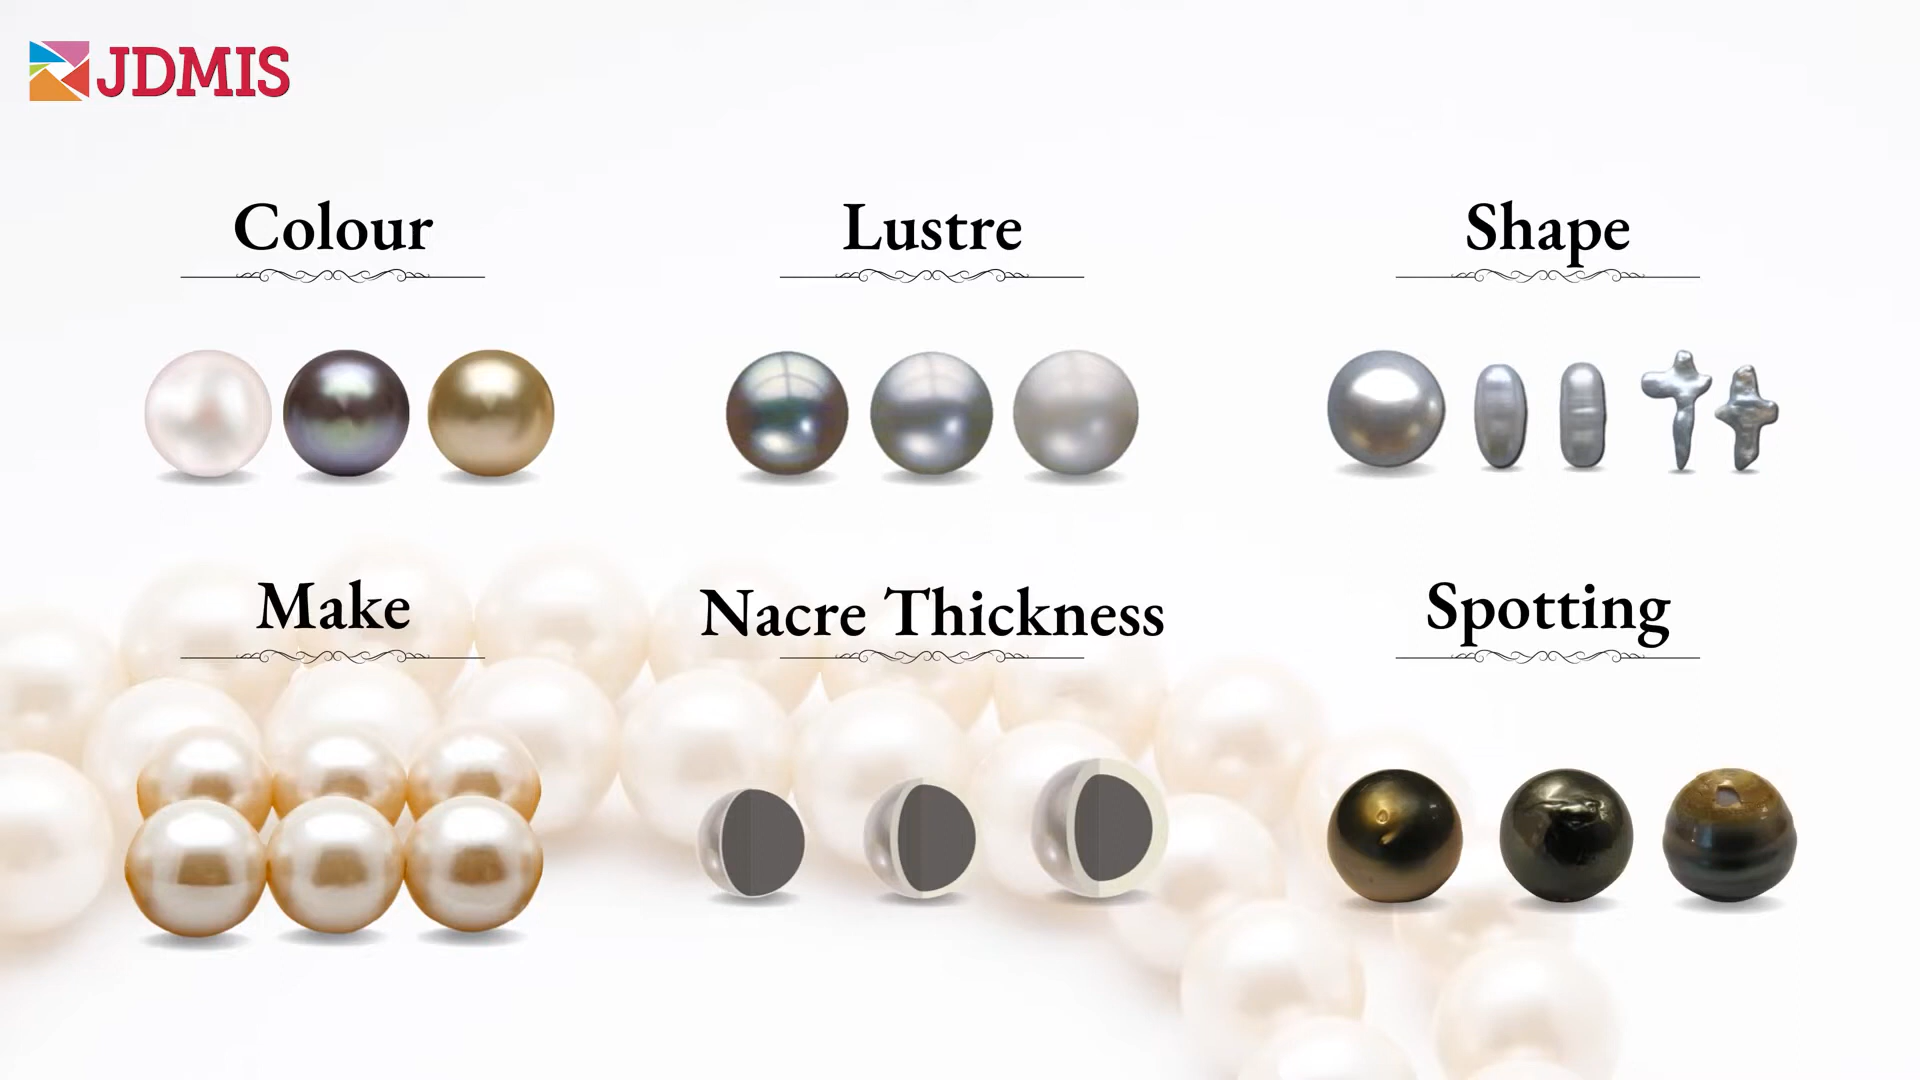 JDMIS
Colour
Lustre
Shape
Make
Nacre Thickness
Spotting